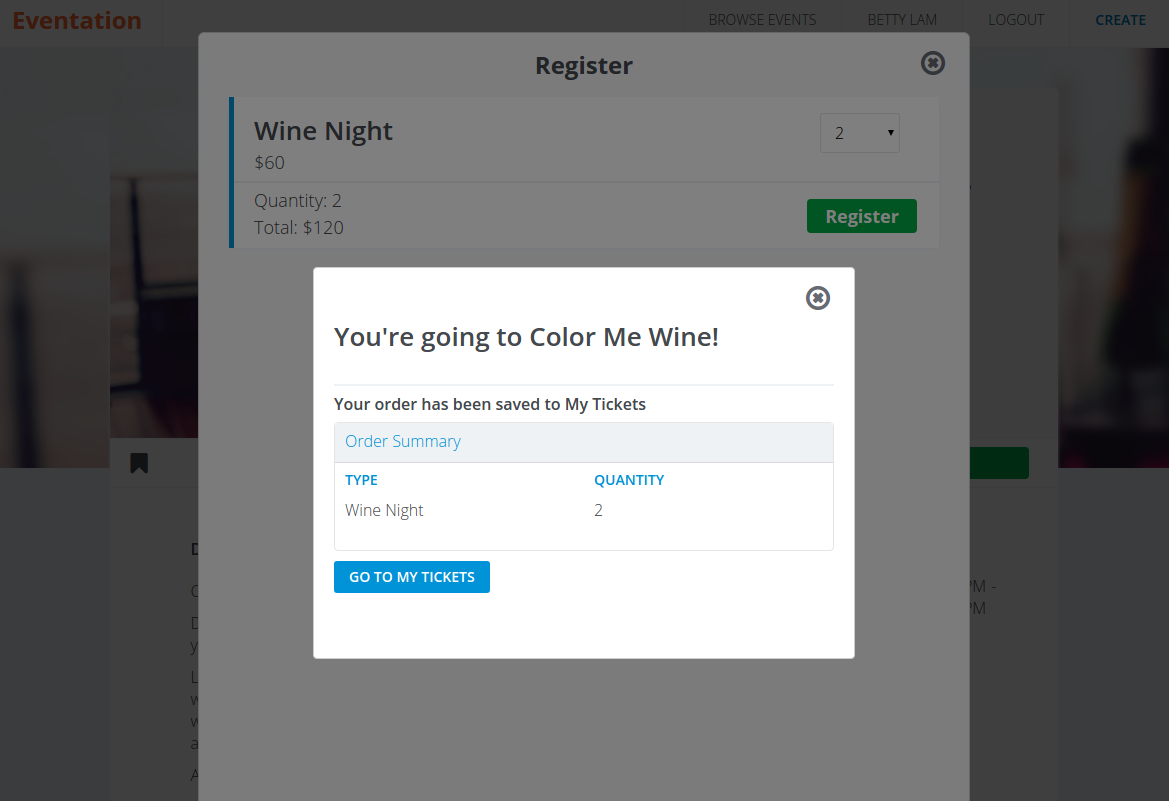 Eventation
BROWSE EVENTS BETTY LAM LOGOUT CREATE
Register
Wine Night
2
$60
Quantity: 2
Total: $120
Register
You're going to Color Me Wine!
Your order has been saved to My Tickets
Order Summary
TYPE QUANTITY
Wine Night 2
GO TO MY TICKETS
PM -
PM